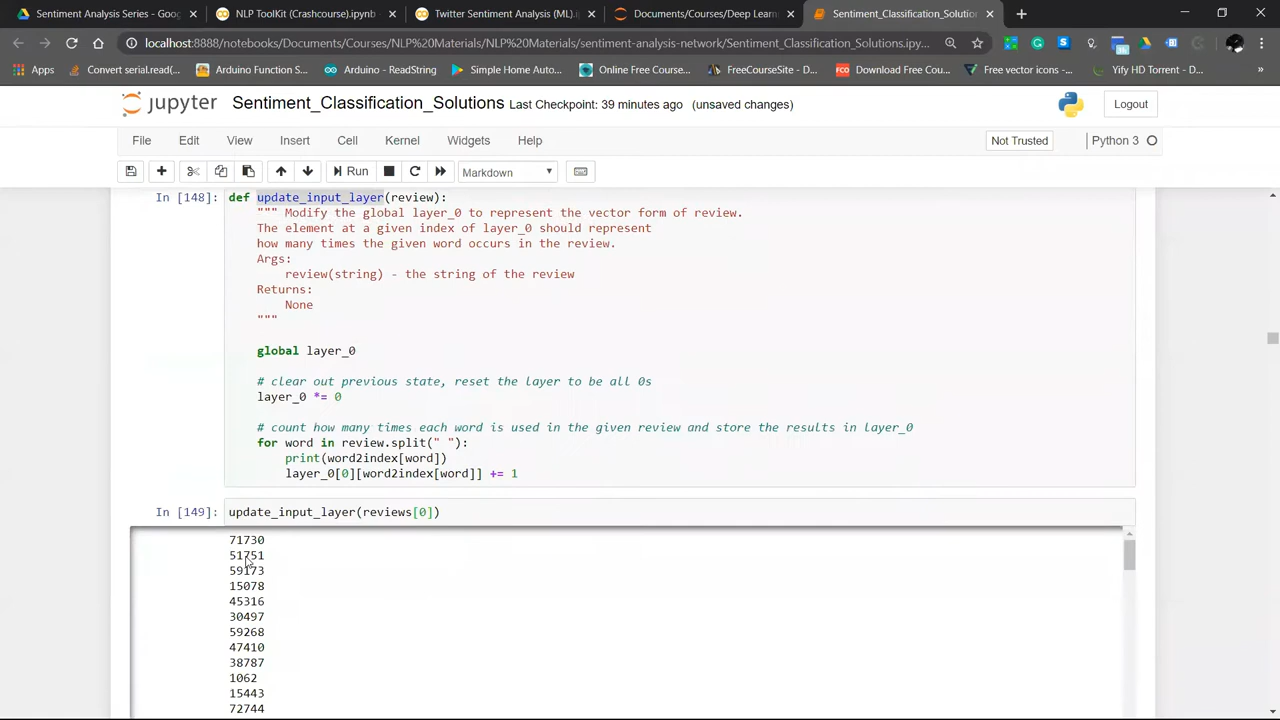 Sentiment Analysis Series - Goog
NLP ToolKit (Crashcourse).ipynb
Twitter Sentiment Analysis (ML).i
Documents/Courses/Deep Learn
Sentiment_Classification_Solution
localhost:8888/notebooks/Documents/Courses/NLP%20Materials/NLP%20Materials/sentiment-analysis-network/Sentiment_Classification_Solutions.ipy...
Apps
Convert serial.read(...
Arduino Function S...
Arduino - ReadString
Simple Home Auto...
Online Free Course...
FreeCourseSite - D...
FCO
Download Free Cou...
Free vector icons -...
Yify HD Torrent - D...
»
jupyter Sentiment_Classification_Solutions Last Checkpoint: 39 minutes ago (unsaved changes)
Logout
File Edit View Insert Cell Kernel Widgets Help
Not Trusted
Python 3
Run
Markdown
In [148]: def update_input_layer(review):
""" Modify the global layer_0 to represent the vector form of review.
The element at a given index of layer_0 should represent
how many times the given word occurs in the review.
Args:
review(string) - the string of the review
Returns:
None
"""
global layer_0
# clear out previous state, reset the layer to be all 0s
layer_0 *= 0
# count how many times each word is used in the given review and store the results in layer_0
for word in review.split(" "):
print(word2index[word])
layer_0[0][word2index[word]] += 1
In [149]: update_input_layer(reviews[0])
71730
51751
59173
15078
45316
30497
59268
47410
38787
1062
15443
72744